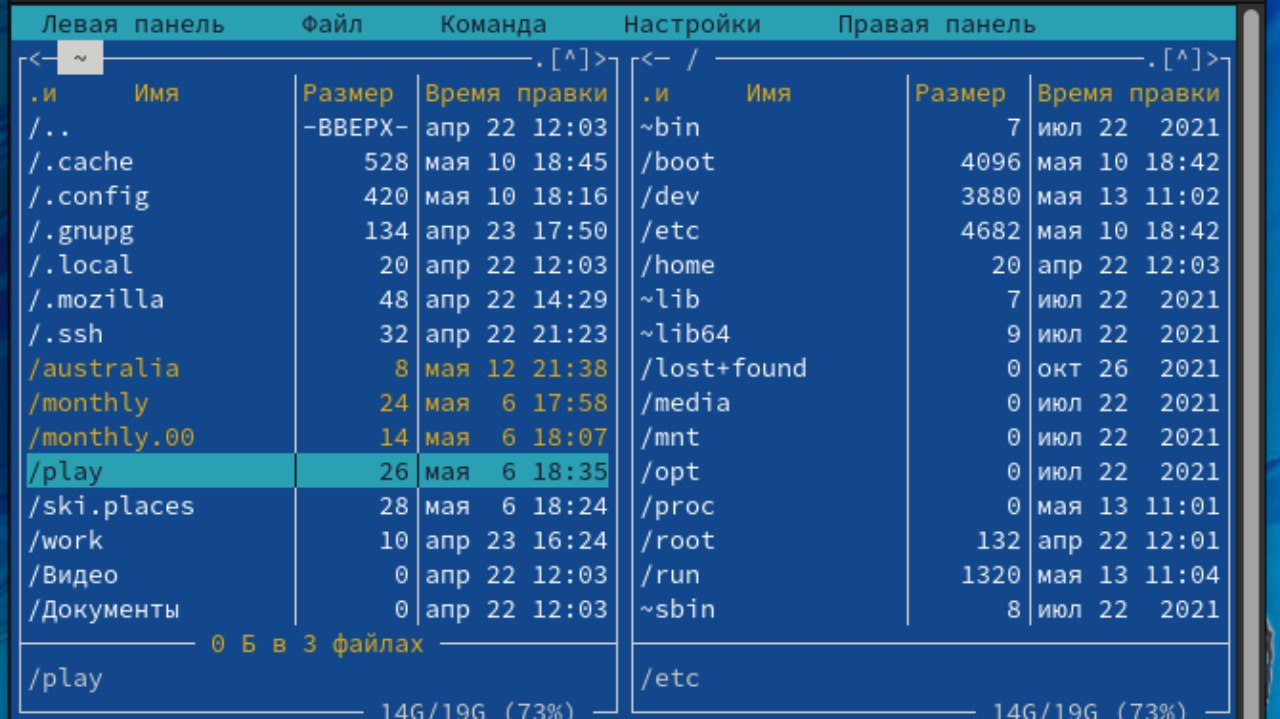 Левая панель Файл Команда Настройки Правая панель
<─ ~ .[^]>
.и Имя Размер Время правки
/.. -ВВЕРХ- апр 22 12:03
/.cache 528 мая 10 18:45
/.config 420 мая 10 18:16
/.gnupg 134 апр 23 17:50
/.local 20 апр 22 12:03
/.mozilla 48 апр 22 14:29
/.ssh 32 апр 22 21:23
/australia 8 мая 12 21:38
/monthly 24 мая 6 17:58
/monthly.00 14 мая 6 18:07
/play 26 мая 6 18:35
/ski.places 28 мая 6 18:24
/work 10 апр 23 16:24
/Видео 0 апр 22 12:03
/Документы 0 апр 22 12:03
0 Б в 3 файлах
/play
14G/19G (73%)
<─ / .[^]>
.и Имя Размер Время правки
~bin 7 июл 22 2021
/boot 4096 мая 10 18:42
/dev 3880 мая 13 11:02
/etc 4682 мая 10 18:42
/home 20 апр 22 12:03
~lib 7 июл 22 2021
~lib64 9 июл 22 2021
/lost+found 0 окт 26 2021
/media 0 июл 22 2021
/mnt 0 июл 22 2021
/opt 0 июл 22 2021
/proc 0 мая 13 11:01
/root 132 апр 22 12:01
/run 1320 мая 13 11:04
~sbin 8 июл 22 2021
/etc
14G/19G (73%)